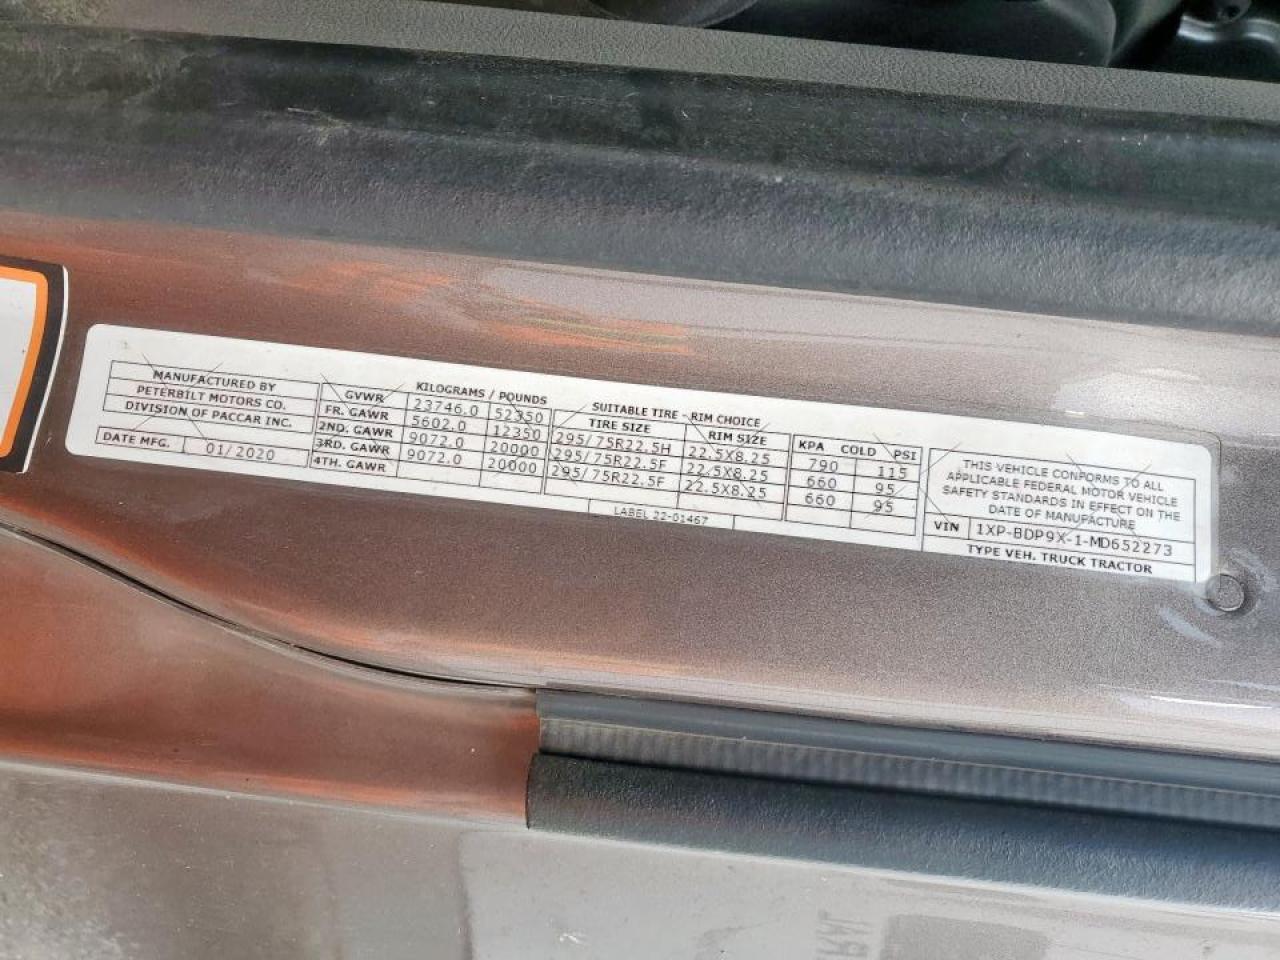 MANUFACTURED BY
PETERBILT MOTORS CO.
DIVISION OF PACCAR INC.
DATE MFG. 01/2020
KILOGRAMS / POUNDS
GVWR 23746.0 52350
FR. GAWR 5602.0 12350
2ND. GAWR 9072.0 20000
3RD. GAWR 9072.0 20000
4TH. GAWR
SUITABLE TIRE - RIM CHOICE
TIRE SIZE RIM SIZE
295/75R22.5H 22.5X8.25
295/75R22.5F 22.5X8.25
295/75R22.5F 22.5X8.25
KPA COLD PSI
790 115
660 95
660 95
LABEL 22-01467
THIS VEHICLE CONFORMS TO ALL
APPLICABLE FEDERAL MOTOR VEHICLE
SAFETY STANDARDS IN EFFECT ON THE
DATE OF MANUFACTURE
VIN 1XP-BDP9X-1-MD652273
TYPE VEH. TRUCK TRACTOR